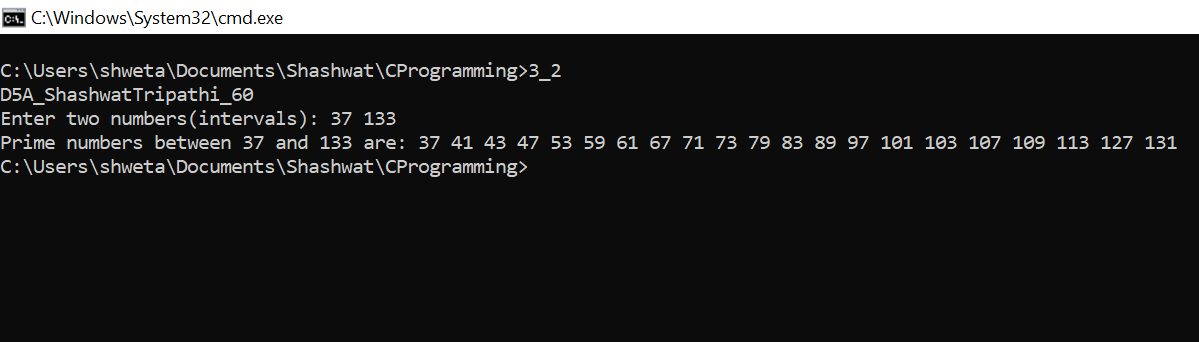 C:\Windows\System32\cmd.exe
C:\Users\shweta\Documents\Shashwat\CProgramming>3_2
D5A_ShashwatTripathi_60
Enter two numbers(intervals): 37 133
Prime numbers between 37 and 133 are: 37 41 43 47 53 59 61 67 71 73 79 83 89 97 101 103 107 109 113 127 131
C:\Users\shweta\Documents\Shashwat\CProgramming>